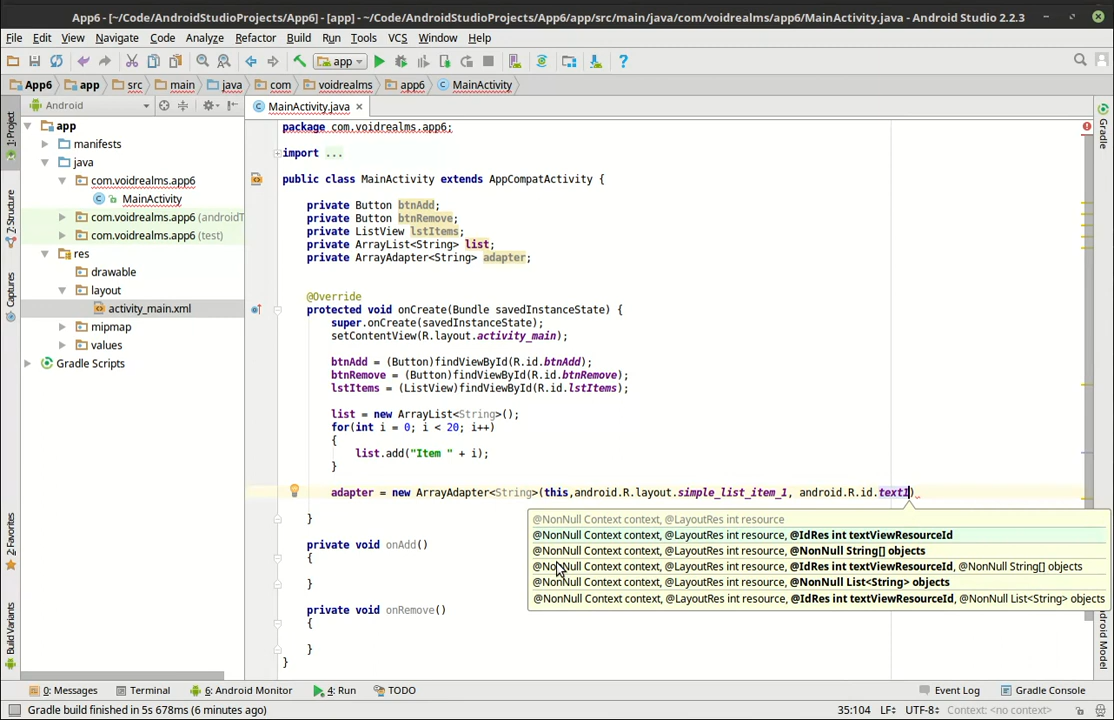 App6 [~/Code/AndroidStudioProjects/App6] - [app] - ~/Code/AndroidStudioProjects/App6/app/src/main/java/com/voidrealms/app6/MainActivity.java - Android Studio 2.2.3
File Edit View Navigate Code Analyze Refactor Build Run Tools VCS Window Help
app
App6 app src main java com voidrealms app6 MainActivity
Android
MainActivity.java
1: Project
7: Structure
Captures
2: Favorites
Build Variants
app
manifests
java
com.voidrealms.app6
MainActivity
com.voidrealms.app6 (androidT
com.voidrealms.app6 (test)
res
drawable
layout
activity_main.xml
mipmap
values
Gradle Scripts
package com.voidrealms.app6;
import ...
public class MainActivity extends AppCompatActivity {
private Button btnAdd;
private Button btnRemove;
private ListView lstItems;
private ArrayList<String> list;
private ArrayAdapter<String> adapter;
@Override
protected void onCreate(Bundle savedInstanceState) {
super.onCreate(savedInstanceState);
setContentView(R.layout.activity_main);
btnAdd = (Button)findViewById(R.id.btnAdd);
btnRemove = (Button)findViewById(R.id.btnRemove);
lstItems = (ListView)findViewById(R.id.lstItems);
list = new ArrayList<String>();
for(int i = 0; i < 20; i++)
{
list.add("Item " + i);
}
adapter = new ArrayAdapter<String>(this,android.R.layout.simple_list_item_1, android.R.id.text1)
@NonNull Context context, @LayoutRes int resource
@NonNull Context context, @LayoutRes int resource, @IdRes int textViewResourceId
@NonNull Context context, @LayoutRes int resource, @NonNull String[] objects
@NonNull Context context, @LayoutRes int resource, @IdRes int textViewResourceId, @NonNull String[] objects
@NonNull Context context, @LayoutRes int resource, @NonNull List<String> objects
@NonNull Context context, @LayoutRes int resource, @IdRes int textViewResourceId, @NonNull List<String> objects
}
private void onAdd()
{
}
private void onRemove()
{
}
}
Gradle
Android Model
0: Messages Terminal 6: Android Monitor 4: Run TODO Event Log Gradle Console
Gradle build finished in 5s 678ms (6 minutes ago) 35:104 LF UTF-8 Context: <no context>